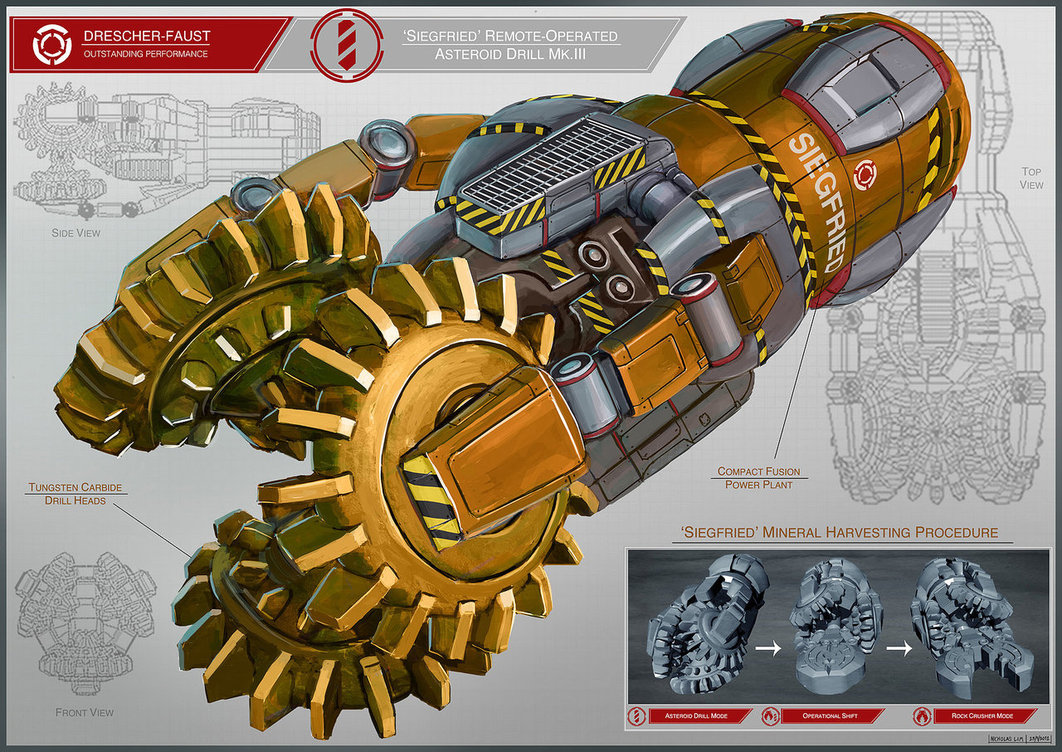 DRESCHER-FAUST
OUTSTANDING PERFORMANCE
'SIEGFRIED' REMOTE-OPERATED
ASTEROID DRILL MK.III
SIEGFRIED
SIDE VIEW
TOP
VIEW
TUNGSTEN CARBIDE
DRILL HEADS
COMPACT FUSION
POWER PLANT
'SIEGFRIED' MINERAL HARVESTING PROCEDURE
FRONT VIEW
ASTEROID DRILL MODE
OPERATIONAL SHIFT
ROCK CRUSHER MODE
NICHOLAS LIM